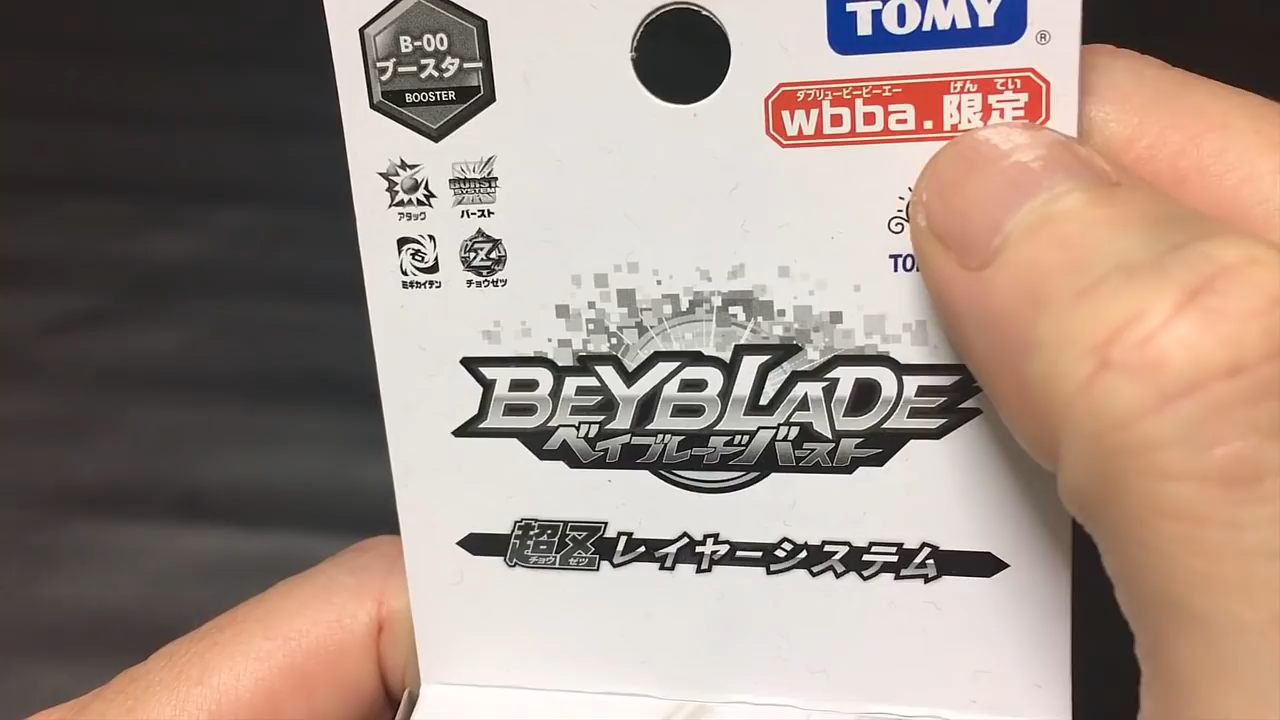 B-00
ブースター
BOOSTER
TOMY
®
ダブリュービービーエー げん てい
wbba.限定
アタック
BURST
SYSTEM
バースト
ミギカイテン
チョウゼツ
BEYBLADE
ベイブレードバースト
超Z レイヤーシステム
チョウ ゼツ